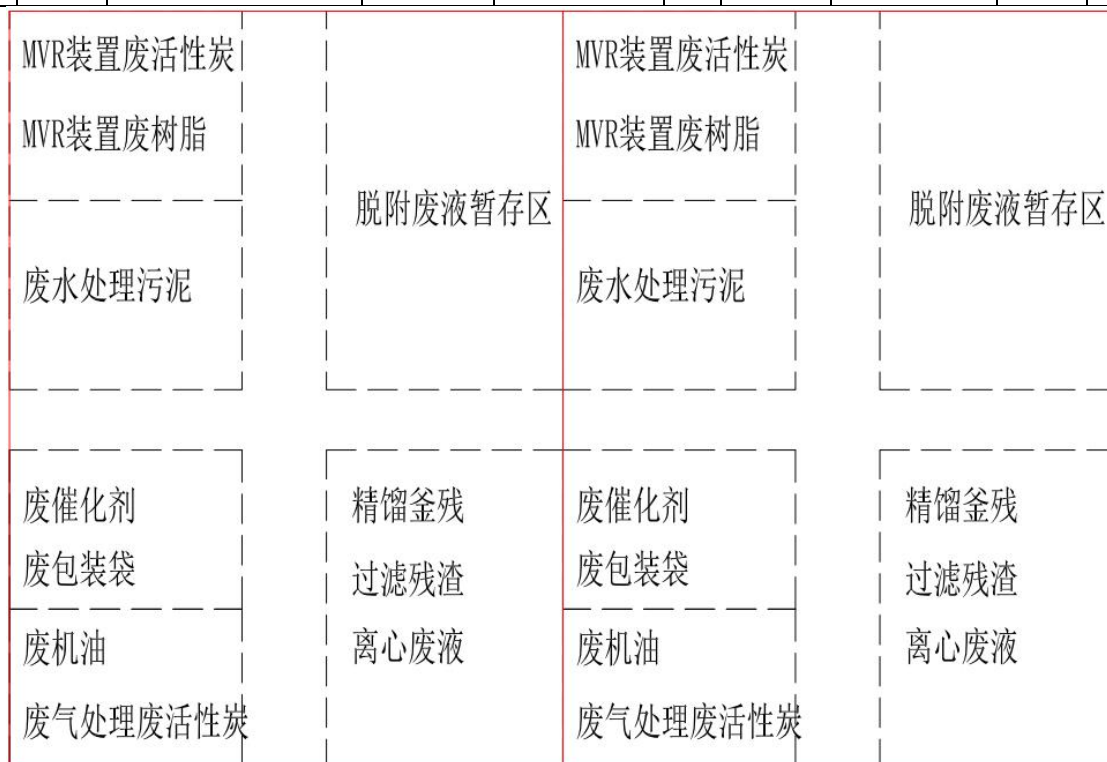 MVR装置废活性炭
MVR装置废树脂
脱附废液暂存区
废水处理污泥
MVR装置废活性炭
MVR装置废树脂
脱附废液暂存区
废水处理污泥
废催化剂
废包装袋
废机油
废气处理废活性炭
精馏釜残
过滤残渣
离心废液
废催化剂
废包装袋
废机油
废气处理废活性炭
精馏釜残
过滤残渣
离心废液